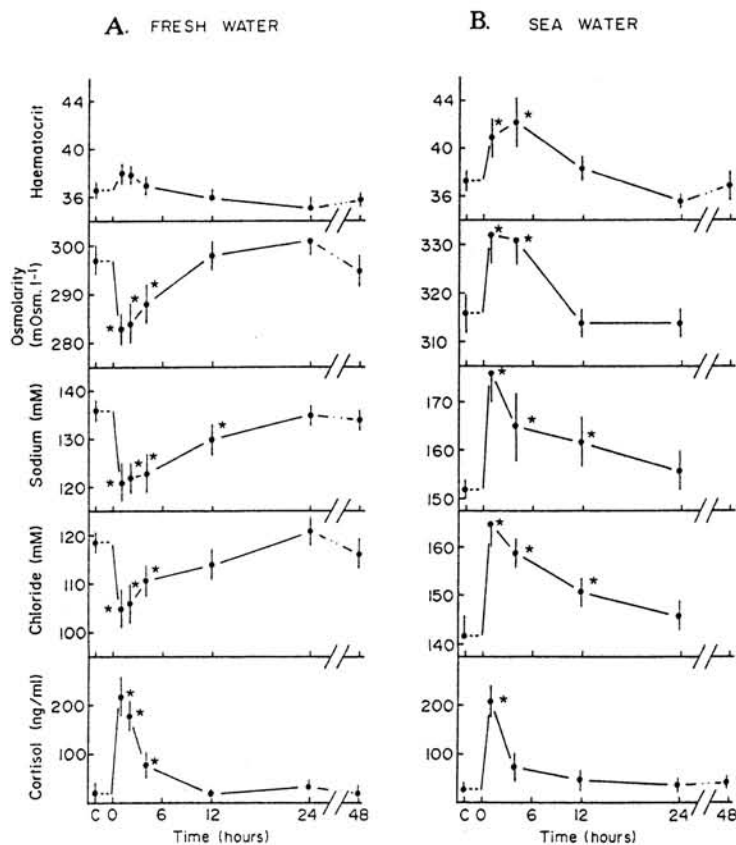 A. FRESH WATER
Haematocrit
44
40
36
Osmolarity
(mOsm. l-1)
300
290
280
Sodium (mM)
140
130
120
Chloride (mM)
120
110
100
Cortisol (ng/ml)
200
100
C 0 6 12 24 48
Time (hours)
B. SEA WATER
44
40
36
330
320
310
170
160
150
160
150
140
200
100
C 0 6 12 24 48
Time (hours)